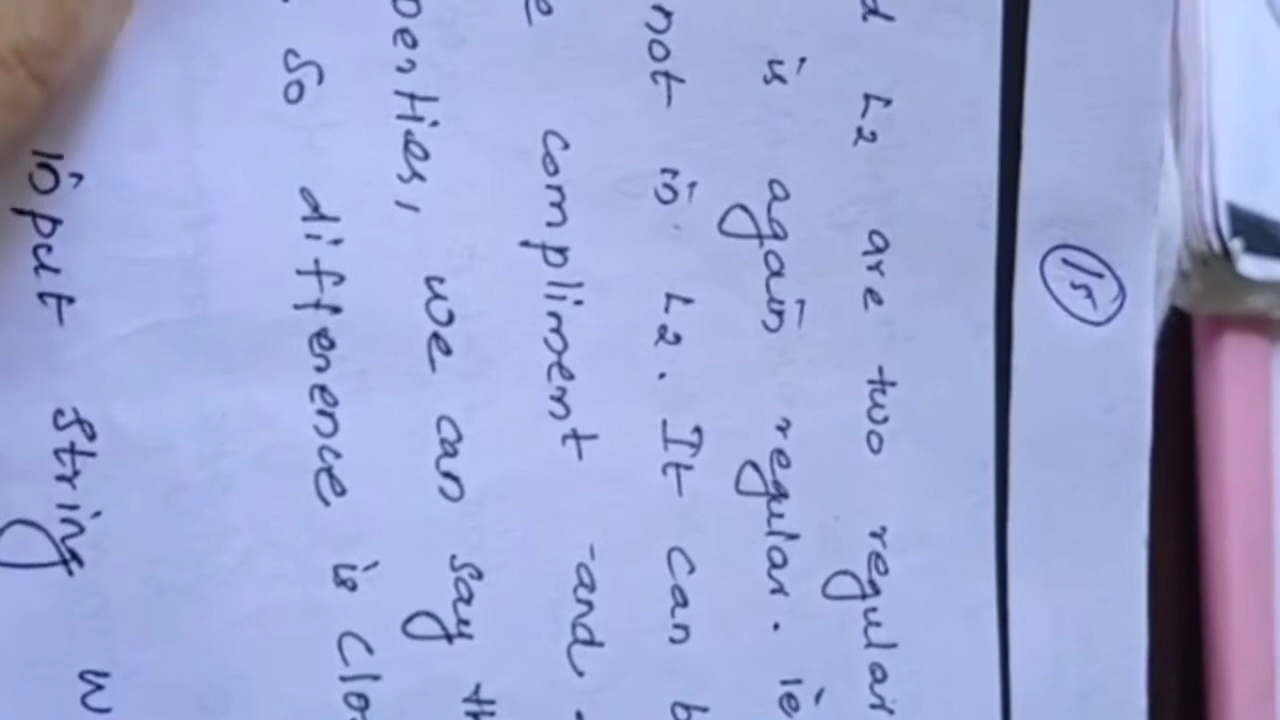 15
d L2 are two regular
is again regular. ie
not in L2. It can b
e compliment and
perties, we can say th
. So difference is clo
input string w